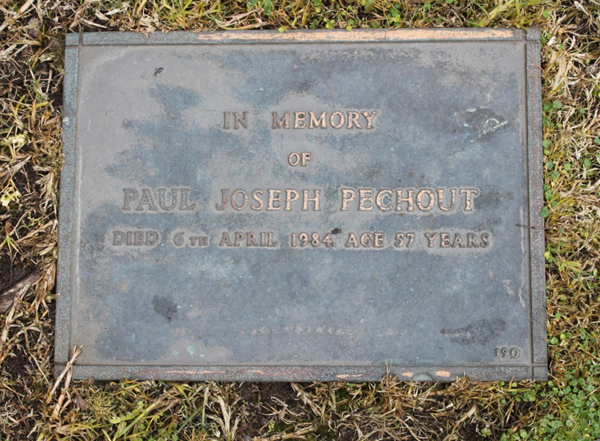 IN MEMORY
OF
PAUL JOSEPH PECHOUT
DIED 6TH APRIL 1984 AGE 57 YEARS
190